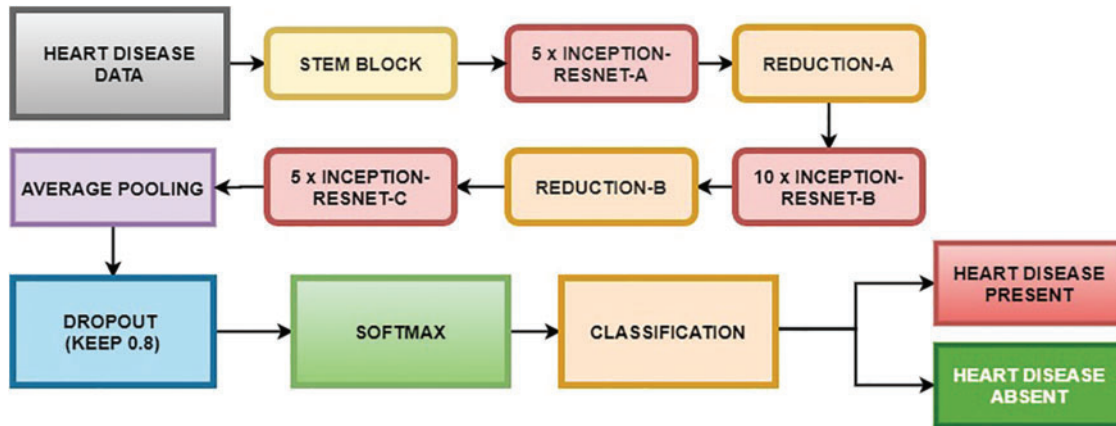 HEART DISEASE
DATA
STEM BLOCK
5 x INCEPTION-
RESNET-A
REDUCTION-A
10 x INCEPTION-
RESNET-B
REDUCTION-B
5 x INCEPTION-
RESNET-C
AVERAGE POOLING
DROPOUT
(KEEP 0.8)
SOFTMAX
CLASSIFICATION
HEART DISEASE
PRESENT
HEART DISEASE
ABSENT